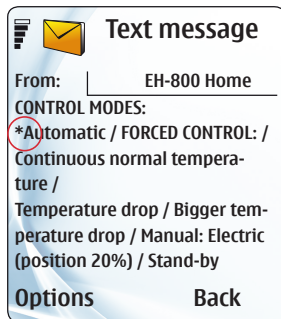 Text message
From: EH-800 Home
CONTROL MODES:
*Automatic / FORCED CONTROL: /
Continuous normal tempera-
ture /
Temperature drop / Bigger tem-
perature drop / Manual: Electric
(position 20%) / Stand-by
Options Back